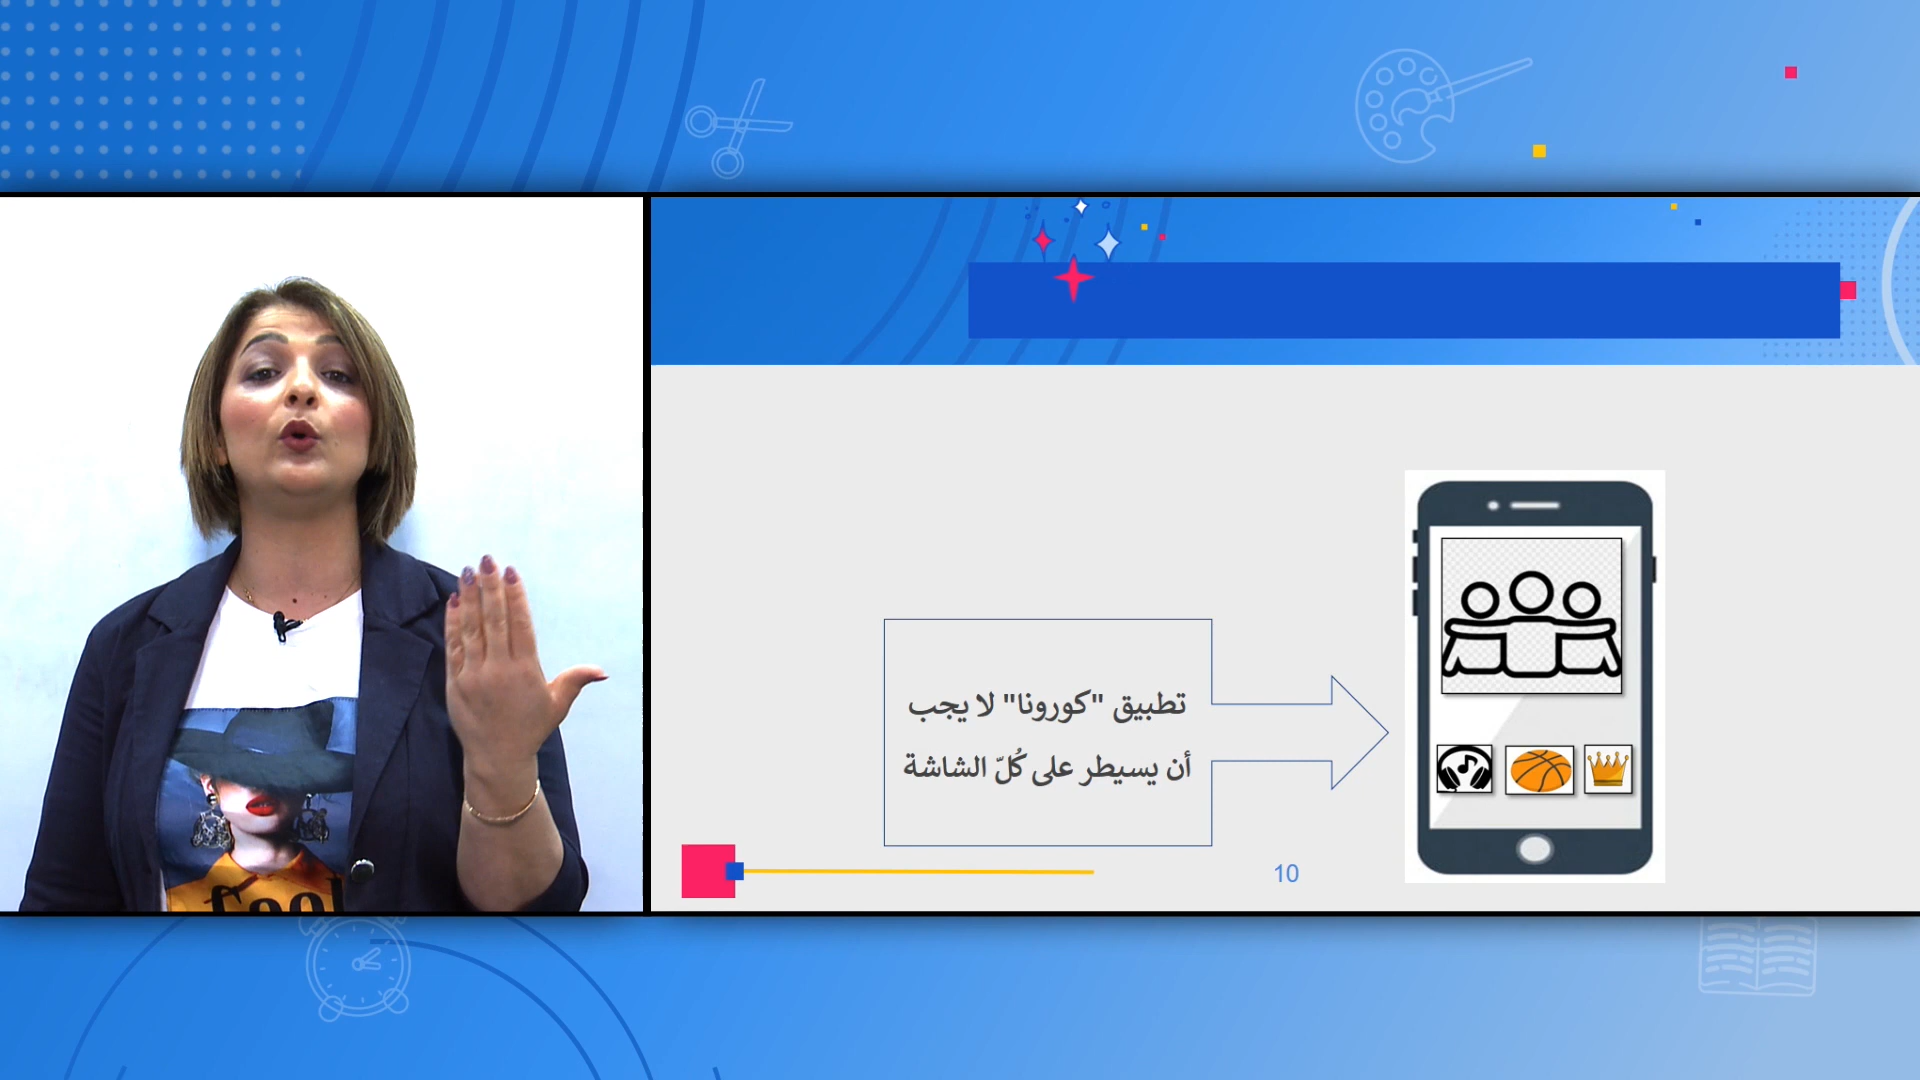 تطبيق "كورونا" لا يجب
أن يسيطر على كُلّ الشاشة
10